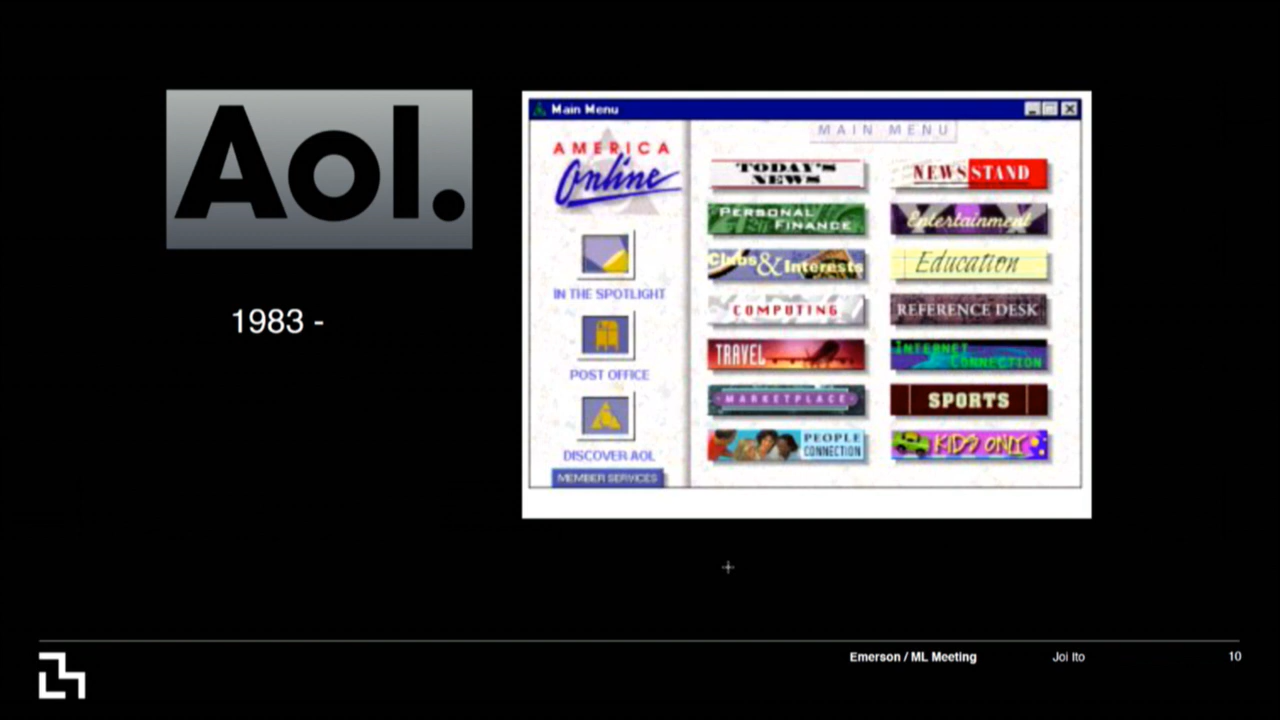 Aol.
1983 -
Main Menu
AMERICA
Online
IN THE SPOTLIGHT
POST OFFICE
DISCOVER AOL
MEMBER SERVICES
MAIN MENU
TODAY'S
NEWS
NEWSSTAND
PERSONAL
FINANCE
Entertainment
Clubs & Interests
Education
COMPUTING
REFERENCE DESK
TRAVEL
INTERNET
CONNECTION
MARKETPLACE
SPORTS
PEOPLE
CONNECTION
KIDS ONLY
Emerson / ML Meeting
Joi Ito
10